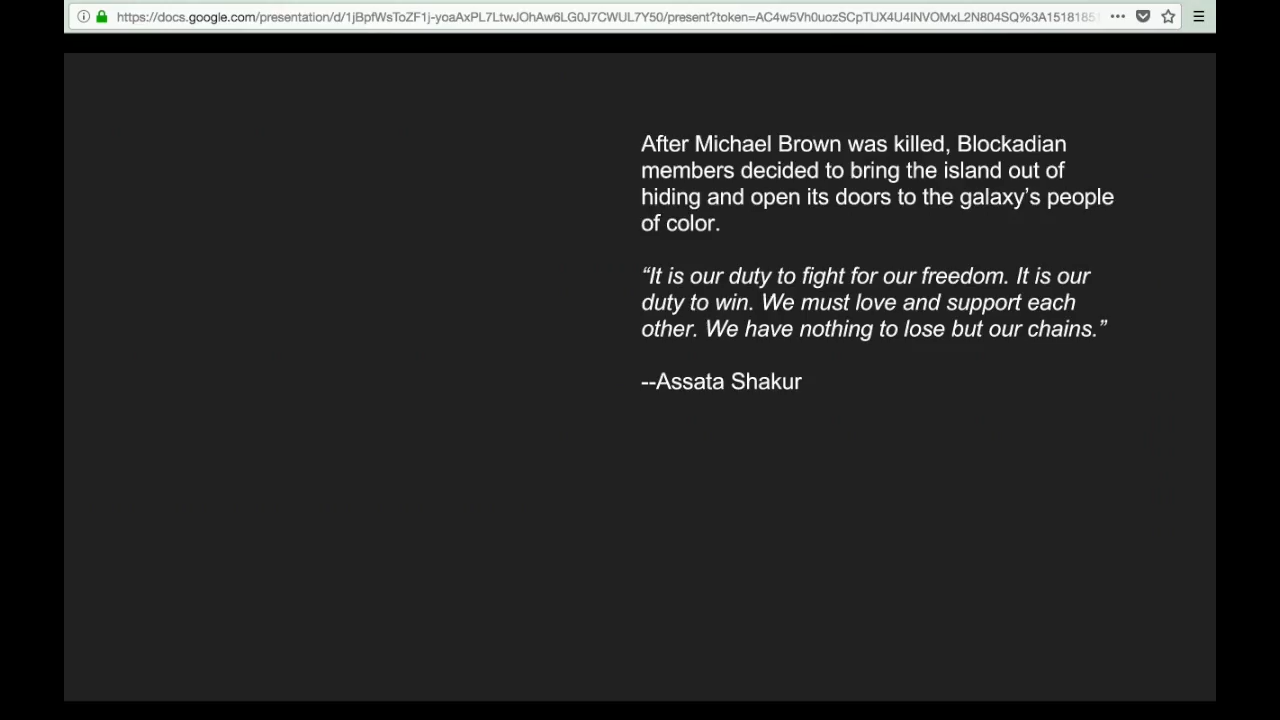 https://docs.google.com/presentation/d/1jBpfWsToZF1j-yoaAxPL7LtwJOhAw6LG0J7CWUL7Y50/present?token=AC4w5Vh0uozSCpTUX4U4lNVOMxL2N804SQ%3A1518185
After Michael Brown was killed, Blockadian
members decided to bring the island out of
hiding and open its doors to the galaxy’s people
of color.
“It is our duty to fight for our freedom. It is our
duty to win. We must love and support each
other. We have nothing to lose but our chains.”
--Assata Shakur